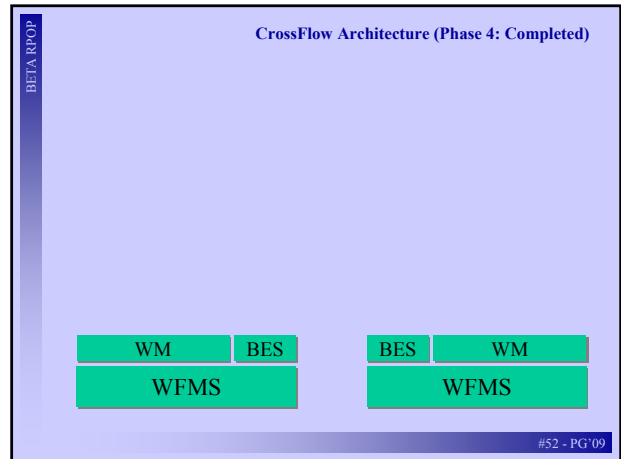 BETA RPOP
CrossFlow Architecture (Phase 4: Completed)
WM BES BES WM
WFMS WFMS
#52 - PG'09